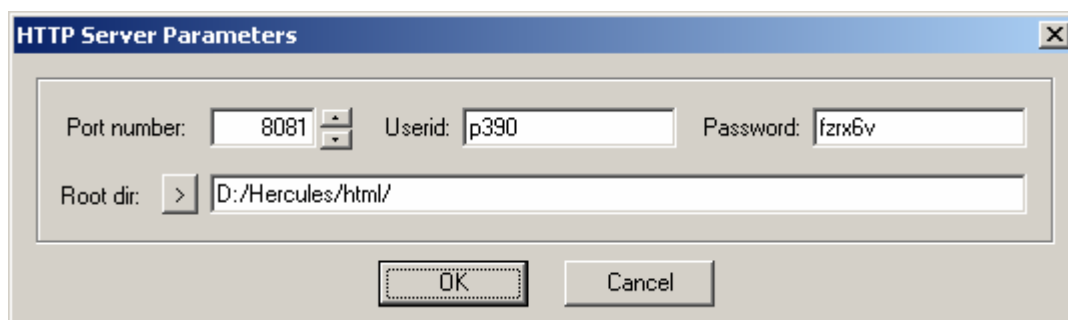 HTTP Server Parameters
Port number: 8081 Userid: p390 Password: fzrx6v
Root dir: > D:/Hercules/html/
OK Cancel